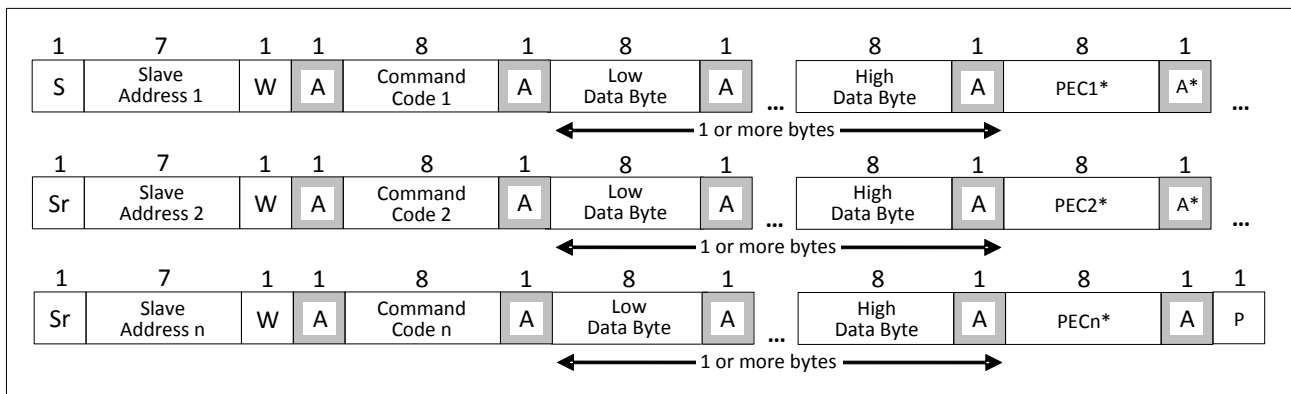 1 7 1 1 8 1 8 1 8 1 8 1
S Slave Address 1 W A Command Code 1 A Low Data Byte A ... High Data Byte A PEC1* A* ...
1 or more bytes
1 7 1 1 8 1 8 1 8 1 8 1
Sr Slave Address 2 W A Command Code 2 A Low Data Byte A ... High Data Byte A PEC2* A* ...
1 or more bytes
1 7 1 1 8 1 8 1 8 1 8 1 1
Sr Slave Address n W A Command Code n A Low Data Byte A ... High Data Byte A PECn* A P
1 or more bytes